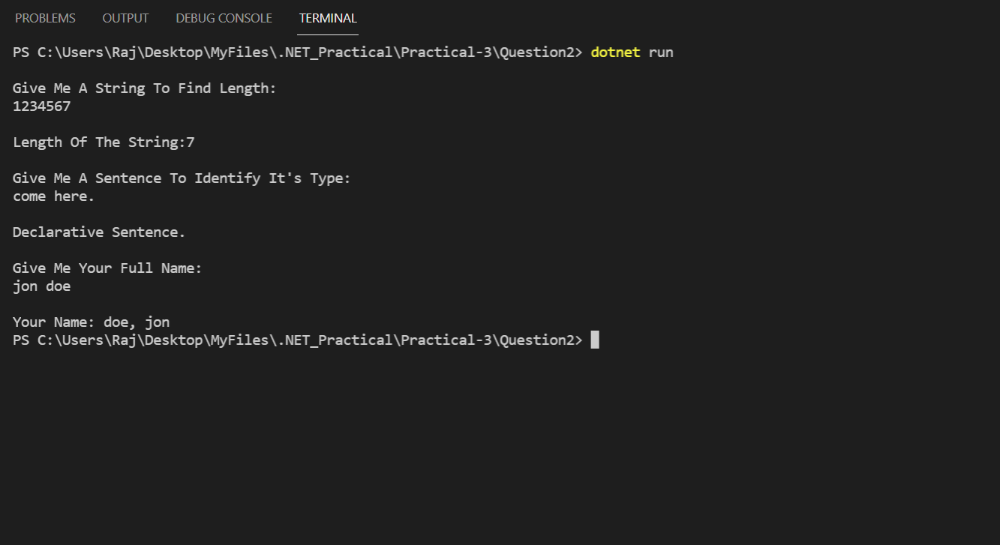 PROBLEMS OUTPUT DEBUG CONSOLE TERMINAL
PS C:\Users\Raj\Desktop\MyFiles\.NET_Practical\Practical-3\Question2> dotnet run
Give Me A String To Find Length:
1234567
Length Of The String:7
Give Me A Sentence To Identify It's Type:
come here.
Declarative Sentence.
Give Me Your Full Name:
jon doe
Your Name: doe, jon
PS C:\Users\Raj\Desktop\MyFiles\.NET_Practical\Practical-3\Question2>